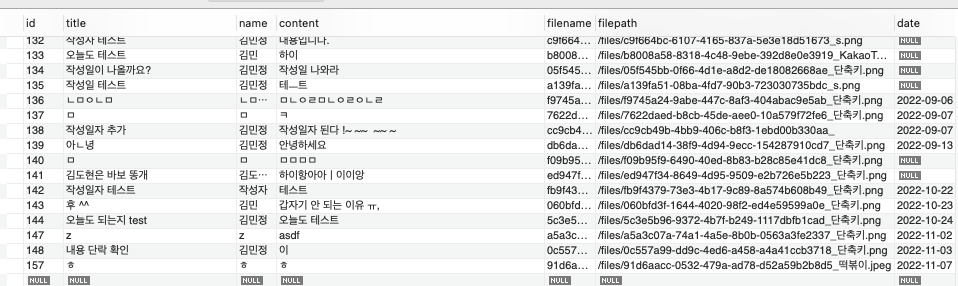 id title name content filename filepath date
132 작성자 테스트 김민정 내용입니다. c9f664… /files/c9f664bc-6107-4165-837a-5e3e18d51673_s.png NULL
133 오늘도 테스트 김민 하이 b8008… /files/b8008a58-8318-4c48-9ebe-392d8e0e3919_KakaoT… NULL
134 작성일이 나올까요? 김민정 작성일 나와라 05f545… /files/05f545bb-0f66-4d1e-a8d2-de18082668ae_단축키.png NULL
135 작성일 테스트 김민정 테ㅡ트 a139fa… /files/a139fa51-08ba-4fd7-90b3-723030735bdc_s.png NULL
136 ㄴㅁㅇㄴㅁ ㄴㅁ… ㅁㄴㅇㄹㅁㄴㅇㄹㅇㄴㄹ f9745a… /files/f9745a24-9abe-447c-8af3-404abac9e5ab_단축키.png 2022-09-06
137 ㅁ ㅁ ㅋ 7622d… /files/7622daed-b8cb-45de-aee0-10a579f72fe6_단축키.png 2022-09-07
138 작성일자 추가 김민정 작성일자 된다 !~ ~~ ~~ ~ cc9cb4… /files/cc9cb49b-4bb9-406c-b8f3-1ebd00b330aa_ 2022-09-07
139 아ㄴ녕 김민정 안녕하세요 db6da… /files/db6dad14-38f9-4d94-9ecc-154287910cd7_단축키.png 2022-09-13
140 ㅁ ㅁ ㅁㅁㅁㅁ f09b95… /files/f09b95f9-6490-40ed-8b83-b28c85e41dc8_단축키.png NULL
141 김도현은 바보 똥개 김도… 하이항아아ㅣ이이앙 ed947f… /files/ed947f34-8649-4d95-9509-e2b726e5b223_단축키.png NULL
142 작성일자 테스트 작성자 테스트 fb9f43… /files/fb9f4379-73e3-4b17-9c89-8a574b608b49_단축키.png 2022-10-22
143 후 ^^ 김민 갑자기 안 되는 이유 ㅠ, 060bfd… /files/060bfd3f-1644-4020-98f2-ed4e59599a0e_단축키.png 2022-10-23
144 오늘도 되는지 test 김민정 오늘도 테스트 5c3e5… /files/5c3e5b96-9372-4b7f-b249-1117dbfb1cad_단축키.png 2022-10-24
147 z z asdf a5a3c… /files/a5a3c07a-74a1-4a5e-8b0b-0563a3fe2337_단축키.png 2022-11-02
148 내용 단락 확인 김민정 이 0c557… /files/0c557a99-dd9c-4ed6-a458-a4a41ccb3718_단축키.png 2022-11-03
157 ㅎ ㅎ ㅎ 91d6a… /files/91d6aacc-0532-479a-ad78-d52a59b2b8d5_떡볶이.jpeg 2022-11-07
NULL NULL NULL NULL NULL NULL NULL